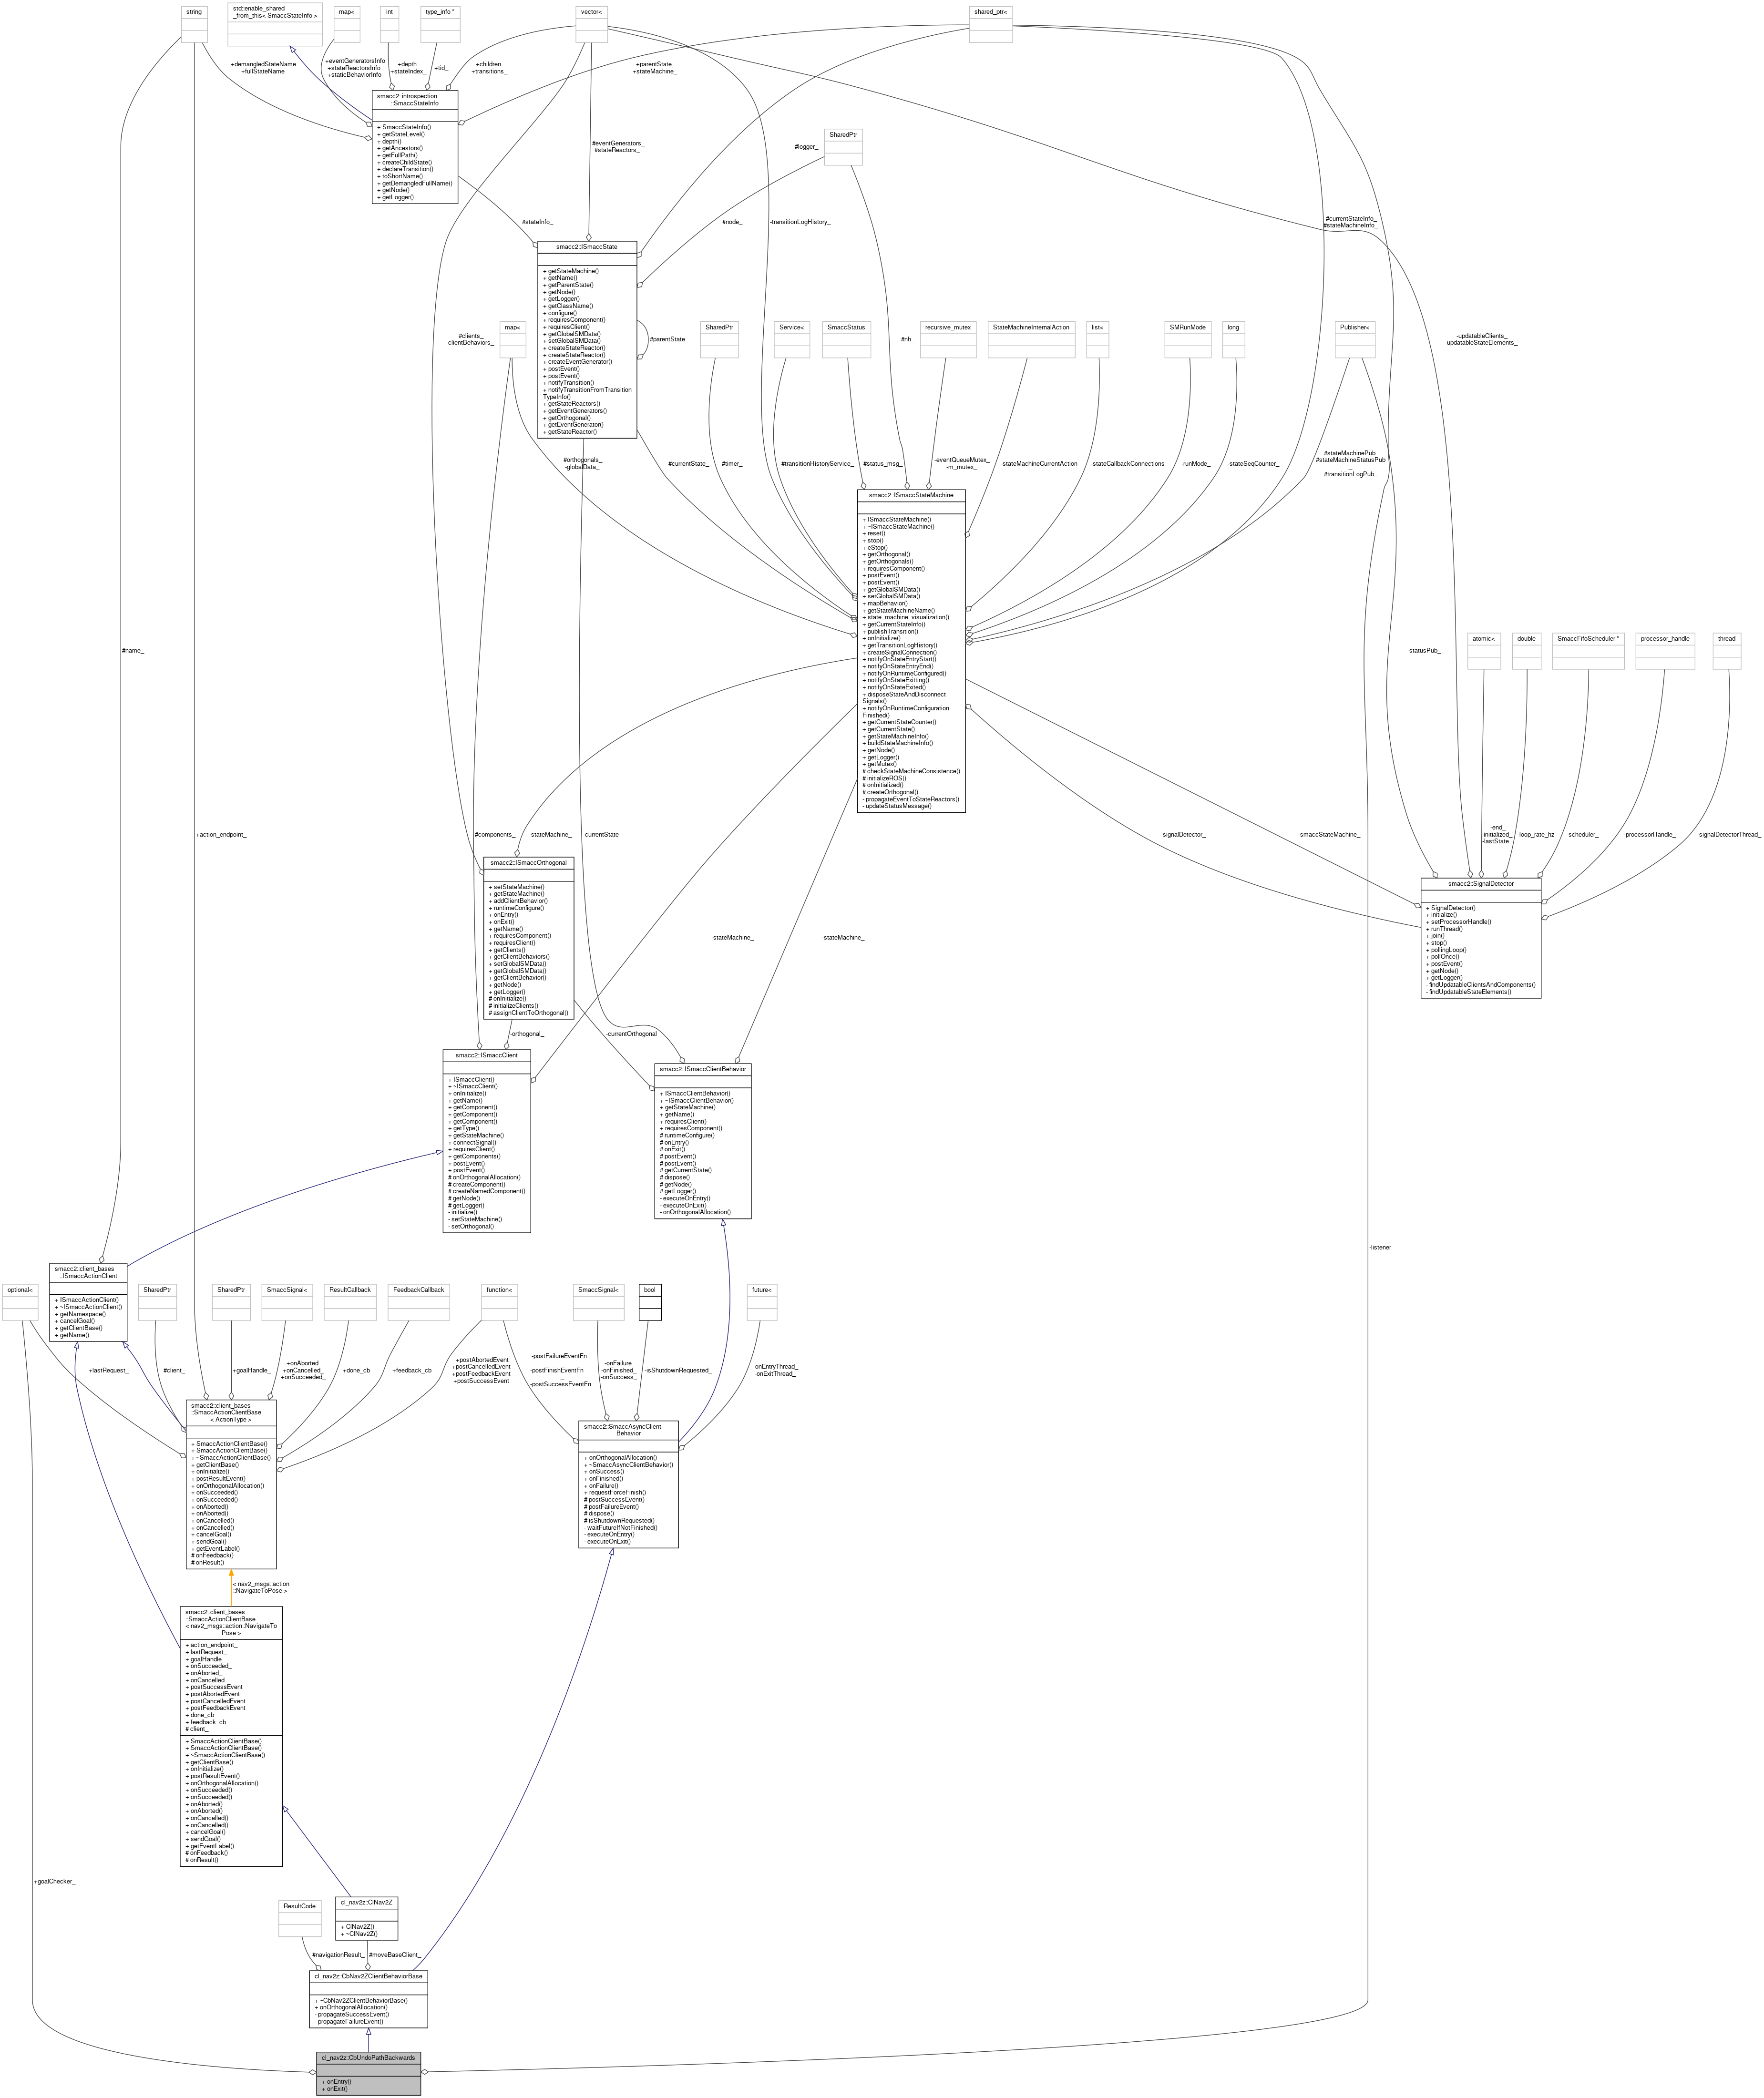 string
std::enable_shared
_from_this< SmaccStateInfo >
map<
int
type_info *
vector<
shared_ptr<
+demangledStateName
+fullStateName
+eventGeneratorsInfo
+stateReactorsInfo
+staticBehaviorInfo
+depth_
+stateIndex_
+tid_
+children_
+transitions_
+parentState_
+stateMachine_
smacc2::introspection
::SmaccStateInfo
+ SmaccStateInfo()
+ getStateLevel()
+ depth()
+ getAncestors()
+ getFullPath()
+ createChildState()
+ declareTransition()
+ toShortName()
+ getDemangledFullName()
+ getNode()
+ getLogger()
#eventGenerators_
#stateReactors_
#logger_
SharedPtr
#stateInfo_
#node_
-transitionLogHistory_
#currentStateInfo_
#stateMachineInfo_
smacc2::ISmaccState
+ getStateMachine()
+ getName()
+ getParentState()
+ getNode()
+ getLogger()
+ getClassName()
+ configure()
+ requiresComponent()
+ requiresClient()
+ getGlobalSMData()
+ setGlobalSMData()
+ createStateReactor()
+ createStateReactor()
+ createEventGenerator()
+ postEvent()
+ postEvent()
+ notifyTransition()
+ notifyTransitionFromTransition
TypeInfo()
+ getStateReactors()
+ getEventGenerators()
+ getOrthogonal()
+ getEventGenerator()
+ getStateReactor()
#parentState_
#clients_
-clientBehaviors_
map<
SharedPtr
Service<
SmaccStatus
#nh_
recursive_mutex
StateMachineInternalAction
list<
SMRunMode
long
Publisher<
-updatableClients_
-updatableStateElements_
#orthogonals_
-globalData_
#currentState_
#timer_
#transitionHistoryService_
#status_msg_
-eventQueueMutex_
-m_mutex_
-stateMachineCurrentAction
-stateCallbackConnections
-runMode_
-stateSeqCounter_
#stateMachinePub_
#stateMachineStatusPub
_
#transitionLogPub_
smacc2::ISmaccStateMachine
+ ISmaccStateMachine()
+ ~ISmaccStateMachine()
+ reset()
+ stop()
+ eStop()
+ getOrthogonal()
+ getOrthogonals()
+ requiresComponent()
+ postEvent()
+ postEvent()
+ getGlobalSMData()
+ setGlobalSMData()
+ mapBehavior()
+ getStateMachineName()
+ state_machine_visualization()
+ getCurrentStateInfo()
+ publishTransition()
+ onInitialize()
+ getTransitionLogHistory()
+ createSignalConnection()
+ notifyOnStateEntryStart()
+ notifyOnStateEntryEnd()
+ notifyOnRuntimeConfigured()
+ notifyOnStateExitting()
+ notifyOnStateExited()
+ disposeStateAndDisconnect
Signals()
+ notifyOnRuntimeConfiguration
Finished()
+ getCurrentStateCounter()
+ getCurrentState()
+ getStateMachineInfo()
+ buildStateMachineInfo()
+ getNode()
+ getLogger()
+ getMutex()
# checkStateMachineConsistence()
# initializeROS()
# onInitialized()
# createOrthogonal()
- propagateEventToStateReactors()
- updateStatusMessage()
#name_
-statusPub_
atomic<
double
SmaccFifoScheduler *
processor_handle
thread
+action_endpoint_
#components_
-stateMachine_
-currentState
-signalDetector_
-smaccStateMachine_
-end_
-initialized_
-lastState_
-loop_rate_hz
-scheduler_
-processorHandle_
-signalDetectorThread_
smacc2::ISmaccOrthogonal
+ setStateMachine()
+ getStateMachine()
+ addClientBehavior()
+ runtimeConfigure()
+ onEntry()
+ onExit()
+ getName()
+ requiresComponent()
+ requiresClient()
+ getClients()
+ getClientBehaviors()
+ setGlobalSMData()
+ getGlobalSMData()
+ getClientBehavior()
+ getNode()
+ getLogger()
# onInitialize()
# initializeClients()
# assignClientToOrthogonal()
smacc2::SignalDetector
+ SignalDetector()
+ initialize()
+ setProcessorHandle()
+ runThread()
+ join()
+ stop()
+ pollingLoop()
+ pollOnce()
+ postEvent()
+ getNode()
+ getLogger()
- findUpdatableClientsAndComponents()
- findUpdatableStateElements()
-stateMachine_
-stateMachine_
-orthogonal_
-currentOrthogonal
smacc2::ISmaccClient
+ ISmaccClient()
+ ~ISmaccClient()
+ onInitialize()
+ getName()
+ getComponent()
+ getComponent()
+ getComponent()
+ getType()
+ getStateMachine()
+ connectSignal()
+ requiresClient()
+ getComponents()
+ postEvent()
+ postEvent()
# onOrthogonalAllocation()
# createComponent()
# createNamedComponent()
# getNode()
# getLogger()
- initialize()
- setStateMachine()
- setOrthogonal()
smacc2::ISmaccClientBehavior
+ ISmaccClientBehavior()
+ ~ISmaccClientBehavior()
+ getStateMachine()
+ getName()
+ requiresClient()
+ requiresComponent()
# runtimeConfigure()
# onEntry()
# onExit()
# postEvent()
# postEvent()
# getCurrentState()
# dispose()
# getNode()
# getLogger()
- executeOnEntry()
- executeOnExit()
- onOrthogonalAllocation()
-listener
smacc2::client_bases
::ISmaccActionClient
+ ISmaccActionClient()
+ ~ISmaccActionClient()
+ getNamespace()
+ cancelGoal()
+ getClientBase()
+ getName()
optional<
SharedPtr
SharedPtr
SmaccSignal<
ResultCallback
FeedbackCallback
function<
SmaccSignal<
bool
future<
+lastRequest_
#client_
+goalHandle_
+onAborted_
+onCancelled_
+onSucceeded_
+done_cb
+feedback_cb
+postAbortedEvent
+postCancelledEvent
+postFeedbackEvent
+postSuccessEvent
-postFailureEventFn
_
-postFinishEventFn
_
-postSuccessEventFn_
-onFailure_
-onFinished_
-onSuccess_
-isShutdownRequested_
-onEntryThread_
-onExitThread_
smacc2::client_bases
::SmaccActionClientBase
< ActionType >
+ SmaccActionClientBase()
+ SmaccActionClientBase()
+ ~SmaccActionClientBase()
+ getClientBase()
+ onInitialize()
+ postResultEvent()
+ onOrthogonalAllocation()
+ onSucceeded()
+ onSucceeded()
+ onAborted()
+ onAborted()
+ onCancelled()
+ onCancelled()
+ cancelGoal()
+ sendGoal()
+ getEventLabel()
# onFeedback()
# onResult()
smacc2::SmaccAsyncClient
Behavior
+ onOrthogonalAllocation()
+ ~SmaccAsyncClientBehavior()
+ onSuccess()
+ onFinished()
+ onFailure()
+ requestForceFinish()
# postSuccessEvent()
# postFailureEvent()
# dispose()
# isShutdownRequested()
- waitFutureIfNotFinished()
- executeOnEntry()
- executeOnExit()
< nav2_msgs::action
::NavigateToPose >
smacc2::client_bases
::SmaccActionClientBase
< nav2_msgs::action::NavigateTo
Pose >
+ action_endpoint_
+ lastRequest_
+ goalHandle_
+ onSucceeded_
+ onAborted_
+ onCancelled_
+ postSuccessEvent
+ postAbortedEvent
+ postCancelledEvent
+ postFeedbackEvent
+ done_cb
+ feedback_cb
# client_
+ SmaccActionClientBase()
+ SmaccActionClientBase()
+ ~SmaccActionClientBase()
+ getClientBase()
+ onInitialize()
+ postResultEvent()
+ onOrthogonalAllocation()
+ onSucceeded()
+ onSucceeded()
+ onAborted()
+ onAborted()
+ onCancelled()
+ onCancelled()
+ cancelGoal()
+ sendGoal()
+ getEventLabel()
# onFeedback()
# onResult()
+goalChecker_
ResultCode
cl_nav2z::ClNav2Z
+ ClNav2Z()
+ ~ClNav2Z()
#navigationResult_
#moveBaseClient_
cl_nav2z::CbNav2ZClientBehaviorBase
+ ~CbNav2ZClientBehaviorBase()
+ onOrthogonalAllocation()
- propagateSuccessEvent()
- propagateFailureEvent()
cl_nav2z::CbUndoPathBackwards
+ onEntry()
+ onExit()